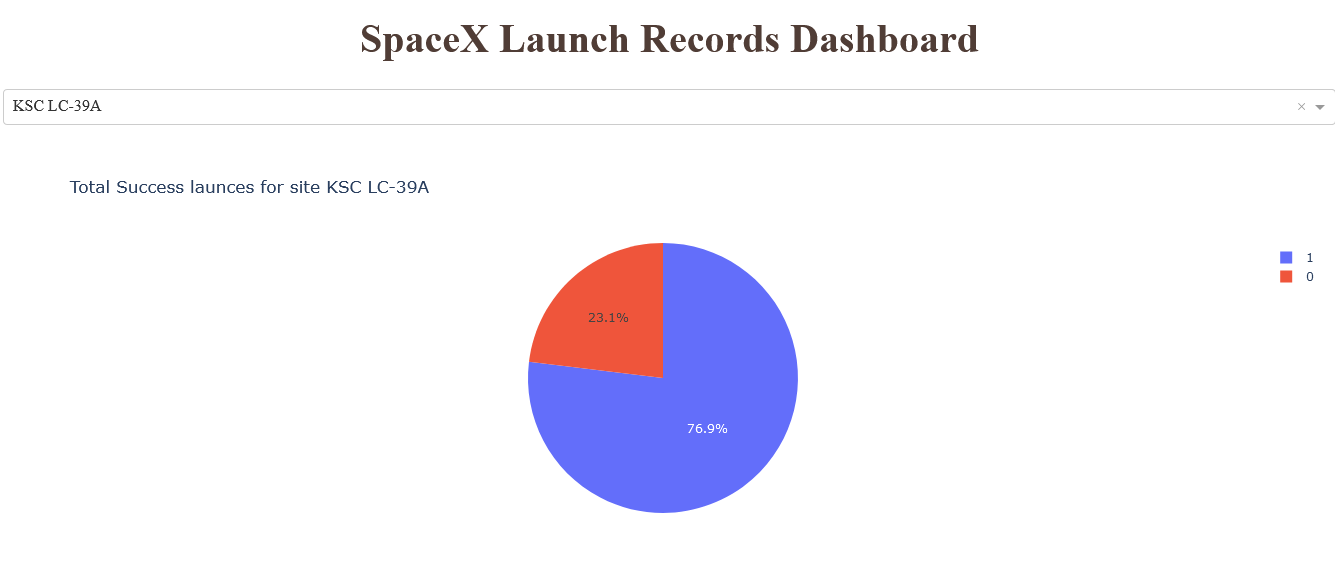 SpaceX Launch Records Dashboard
KSC LC-39A
×
Total Success launces for site KSC LC-39A
1
0
23.1%
76.9%